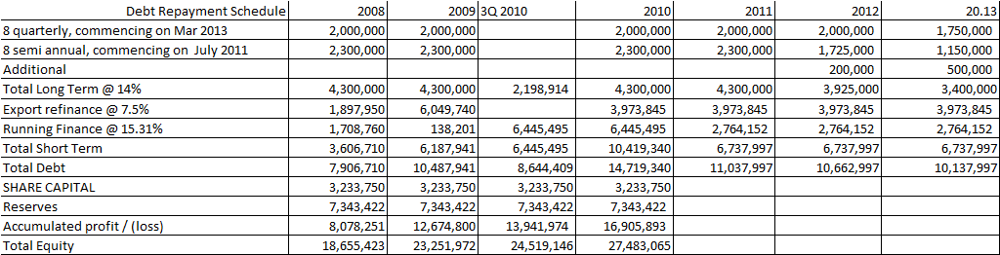 Debt Repayment Schedule 2008 2009 3Q 2010 2010 2011 2012 20.13
8 quarterly, commencing on Mar 2013 2,000,000 2,000,000 2,000,000 2,000,000 2,000,000 1,750,000
8 semi annual, commencing on July 2011 2,300,000 2,300,000 2,300,000 2,300,000 1,725,000 1,150,000
Additional 200,000 500,000
Total Long Term @ 14% 4,300,000 4,300,000 2,198,914 4,300,000 4,300,000 3,925,000 3,400,000
Export refinance @ 7.5% 1,897,950 6,049,740 3,973,845 3,973,845 3,973,845 3,973,845
Running Finance @ 15.31% 1,708,760 138,201 6,445,495 6,445,495 2,764,152 2,764,152 2,764,152
Total Short Term 3,606,710 6,187,941 6,445,495 10,419,340 6,737,997 6,737,997 6,737,997
Total Debt 7,906,710 10,487,941 8,644,409 14,719,340 11,037,997 10,662,997 10,137,997
SHARE CAPITAL 3,233,750 3,233,750 3,233,750 3,233,750
Reserves 7,343,422 7,343,422 7,343,422 7,343,422
Accumulated profit / (loss) 8,078,251 12,674,800 13,941,974 16,905,893
Total Equity 18,655,423 23,251,972 24,519,146 27,483,065